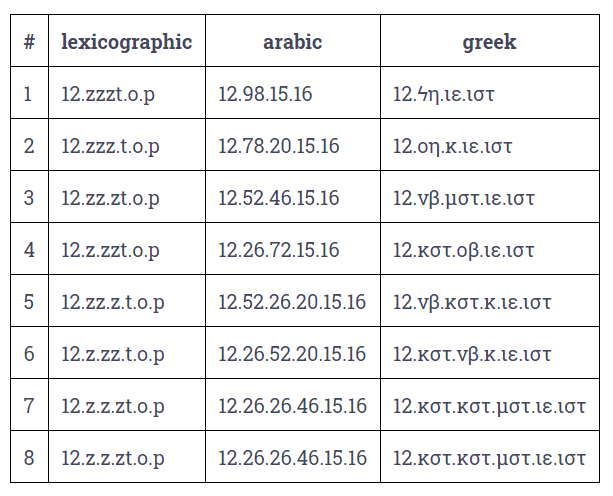 # lexicographic arabic greek
1 12.zzzt.o.p 12.98.15.16 12.ϟη.ιε.ιστ
2 12.zzz.t.o.p 12.78.20.15.16 12.οη.κ.ιε.ιστ
3 12.zz.zt.o.p 12.52.46.15.16 12.νβ.μστ.ιε.ιστ
4 12.z.zzt.o.p 12.26.72.15.16 12.κστ.οβ.ιε.ιστ
5 12.zz.z.t.o.p 12.52.26.20.15.16 12.νβ.κστ.κ.ιε.ιστ
6 12.z.zz.t.o.p 12.26.52.20.15.16 12.κστ.νβ.κ.ιε.ιστ
7 12.z.z.zt.o.p 12.26.26.46.15.16 12.κστ.κστ.μστ.ιε.ιστ
8 12.z.z.zt.o.p 12.26.26.46.15.16 12.κστ.κστ.μστ.ιε.ιστ